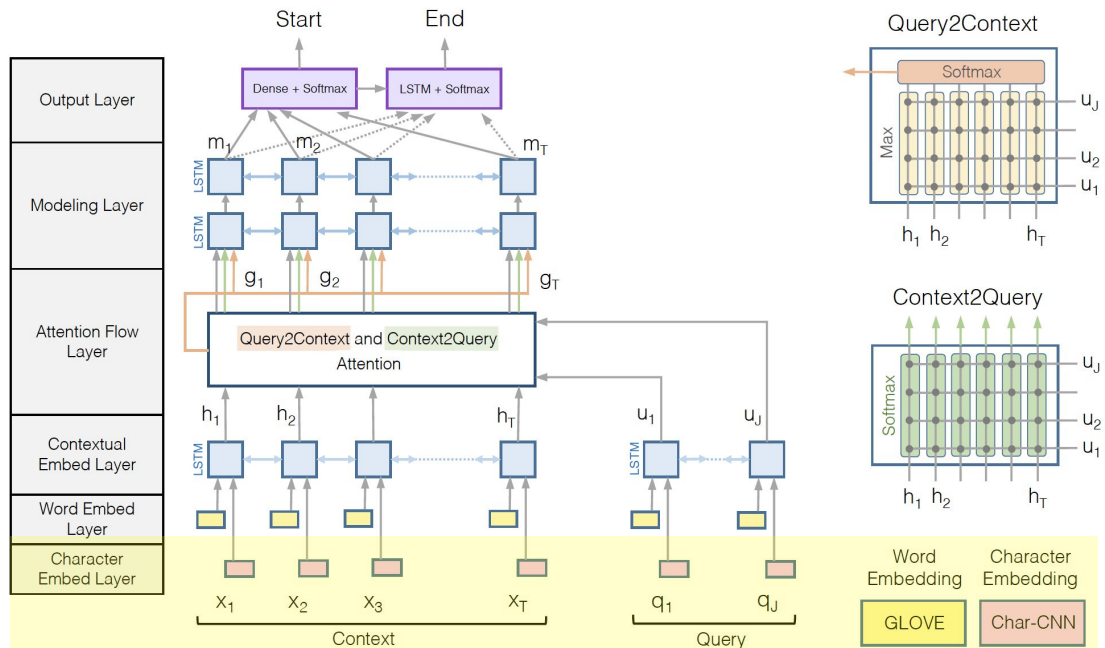 Start
End
Query2Context
Output Layer
Dense + Softmax
LSTM + Softmax
Softmax
Max
u_J
u_2
u_1
h_1
h_2
h_T
m_1
m_2
m_T
LSTM
Modeling Layer
LSTM
g_1
g_2
g_T
Attention Flow
Layer
Query2Context and Context2Query
Attention
Context2Query
Softmax
u_J
u_2
u_1
h_1
h_2
h_T
h_1
h_2
h_T
u_1
u_J
Contextual
Embed Layer
LSTM
LSTM
Word Embed
Layer
Character
Embed Layer
x_1
x_2
x_3
x_T
q_1
q_J
Context
Query
Word
Embedding
Character
Embedding
GLOVE
Char-CNN